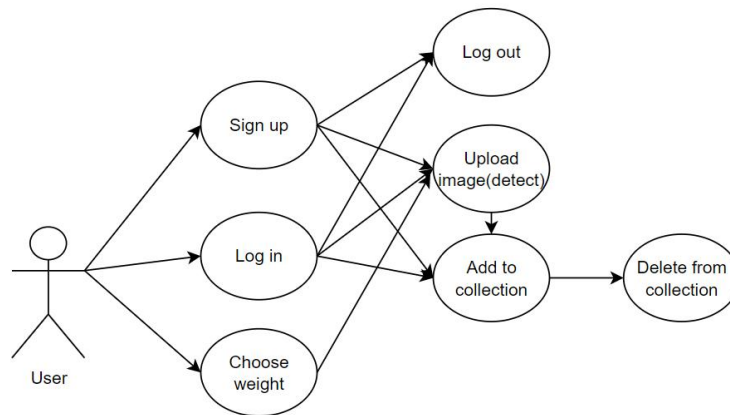 Log out
Sign up
Upload
image(detect)
Log in
Add to
collection
Delete from
collection
Choose
weight
User